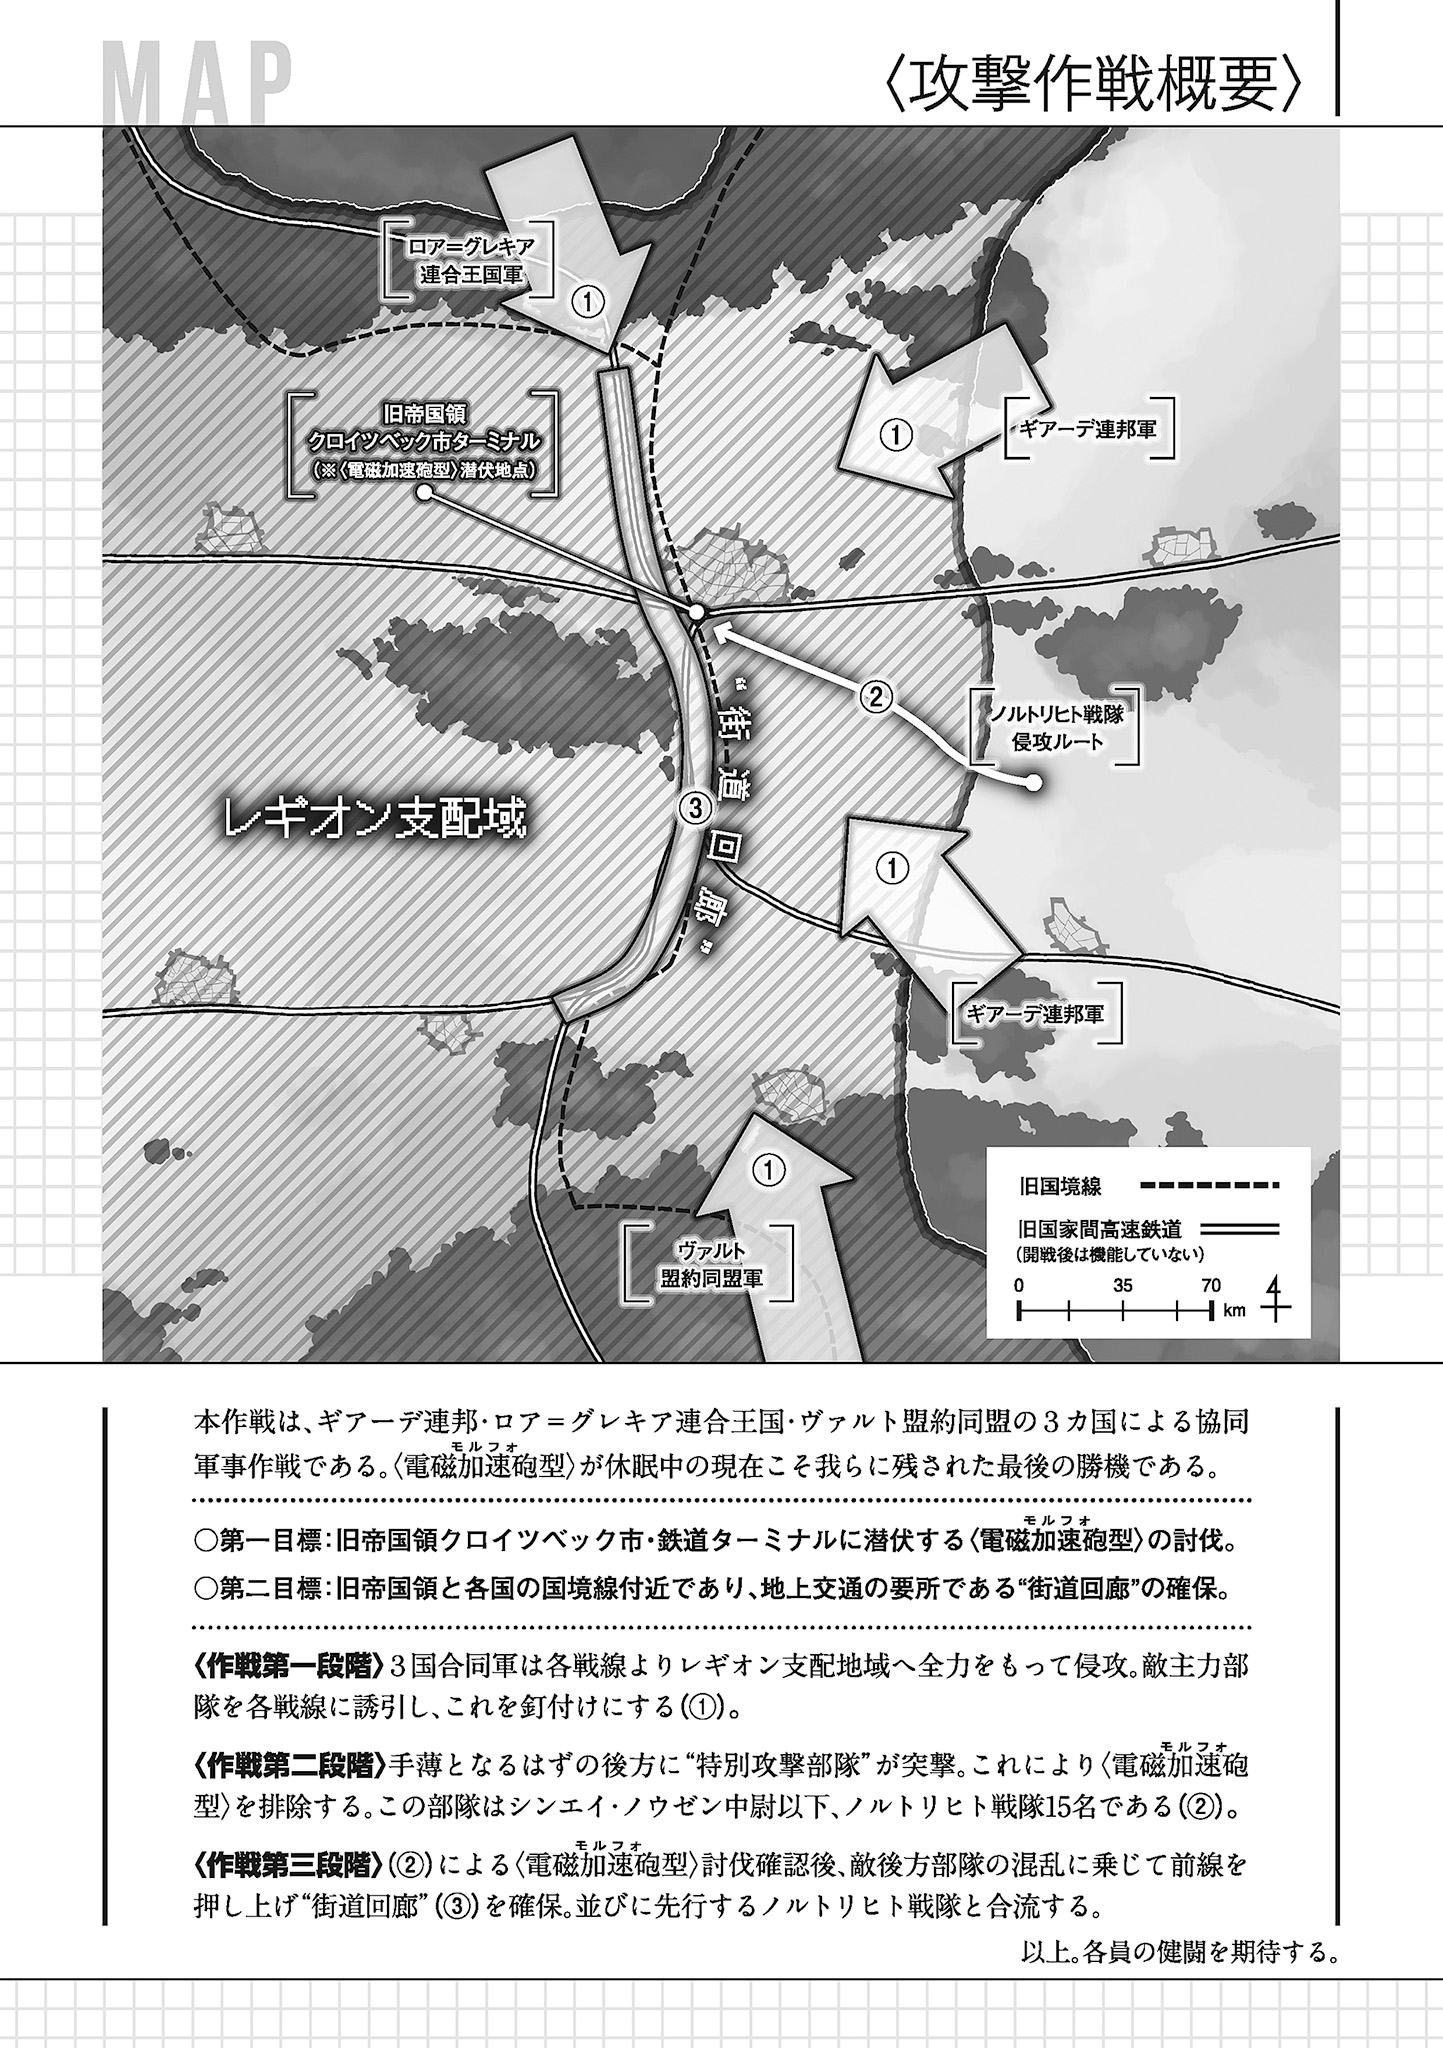 MAP
〈攻撃作戦概要〉
ロア＝グレキア
連合王国軍
①
旧帝国領
クロイツベック市ターミナル
(※〈電磁加速砲型〉潜伏地点)
①
ギアーデ連邦軍
②
ノルトリヒト戦隊
侵攻ルート
“街道回廊”
レギオン支配域
③
①
ギアーデ連邦軍
①
ヴァルト
盟約同盟軍
旧国境線
旧国家間高速鉄道
(開戦後は機能していない)
0 35 70 km
本作戦は、ギアーデ連邦・ロア＝グレキア連合王国・ヴァルト盟約同盟の３カ国による協同
モルフォ
軍事作戦である。〈電磁加速砲型〉が休眠中の現在こそ我らに残された最後の勝機である。
モルフォ
○第一目標：旧帝国領クロイツベック市・鉄道ターミナルに潜伏する〈電磁加速砲型〉の討伐。
○第二目標：旧帝国領と各国の国境線付近であり、地上交通の要所である“街道回廊”の確保。
〈作戦第一段階〉３国合同軍は各戦線よりレギオン支配地域へ全力をもって侵攻。敵主力部
隊を各戦線に誘引し、これを釘付けにする(①)。
モルフォ
〈作戦第二段階〉手薄となるはずの後方に“特別攻撃部隊”が突撃。これにより〈電磁加速砲
型〉を排除する。この部隊はシンエイ・ノウゼン中尉以下、ノルトリヒト戦隊15名である(②)。
モルフォ
〈作戦第三段階〉(②)による〈電磁加速砲型〉討伐確認後、敵後方部隊の混乱に乗じて前線を
押し上げ“街道回廊”(③)を確保。並びに先行するノルトリヒト戦隊と合流する。
以上。各員の健闘を期待する。